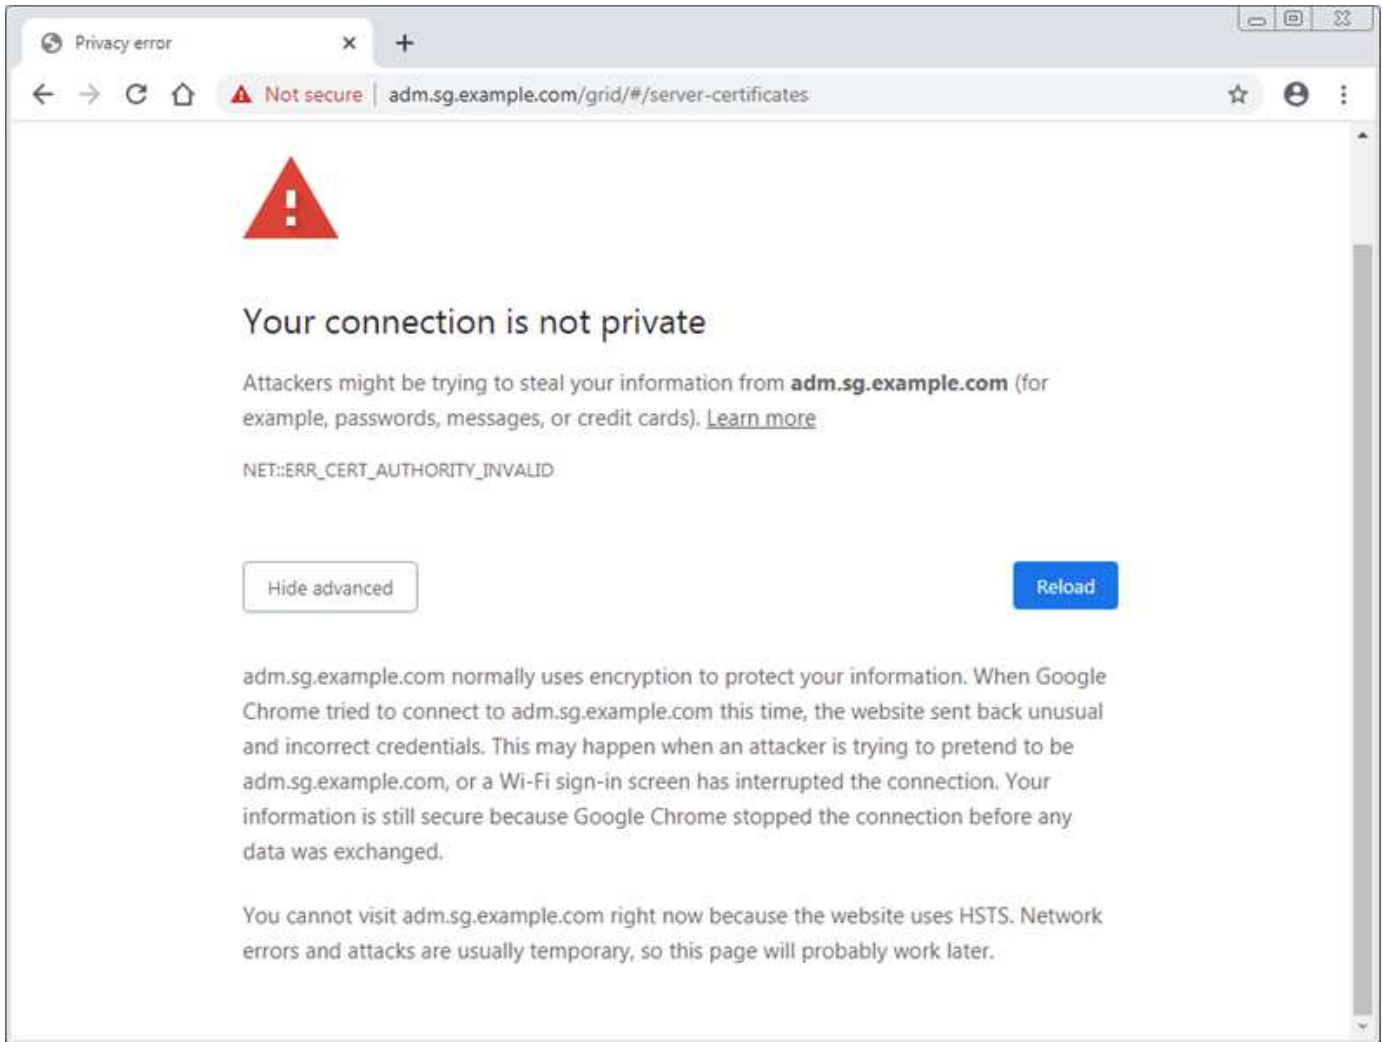 Privacy error
Not secure adm.sg.example.com/grid/#/server-certificates
Your connection is not private
Attackers might be trying to steal your information from adm.sg.example.com (for
example, passwords, messages, or credit cards). Learn more
NET::ERR_CERT_AUTHORITY_INVALID
Hide advanced
Reload
adm.sg.example.com normally uses encryption to protect your information. When Google
Chrome tried to connect to adm.sg.example.com this time, the website sent back unusual
and incorrect credentials. This may happen when an attacker is trying to pretend to be
adm.sg.example.com, or a Wi-Fi sign-in screen has interrupted the connection. Your
information is still secure because Google Chrome stopped the connection before any
data was exchanged.
You cannot visit adm.sg.example.com right now because the website uses HSTS. Network
errors and attacks are usually temporary, so this page will probably work later.